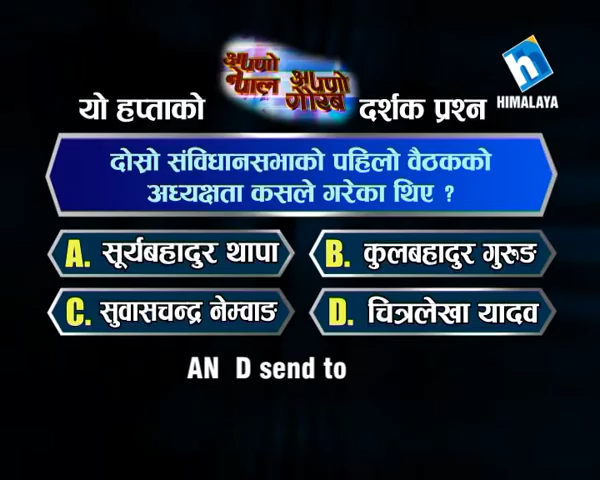 आफ्नो नेपाल आफ्नो गौरव
HIMALAYA
यो हप्ताको दर्शक प्रश्न
दोस्रो संविधानसभाको पहिलो वैठकको
अध्यक्षता कसले गरेका थिए ?
A. सूर्यबहादुर थापा
B. कुलबहादुर गुरुङ
C. सुवासचन्द्र नेम्वाङ
D. चित्रलेखा यादव
AN D send to